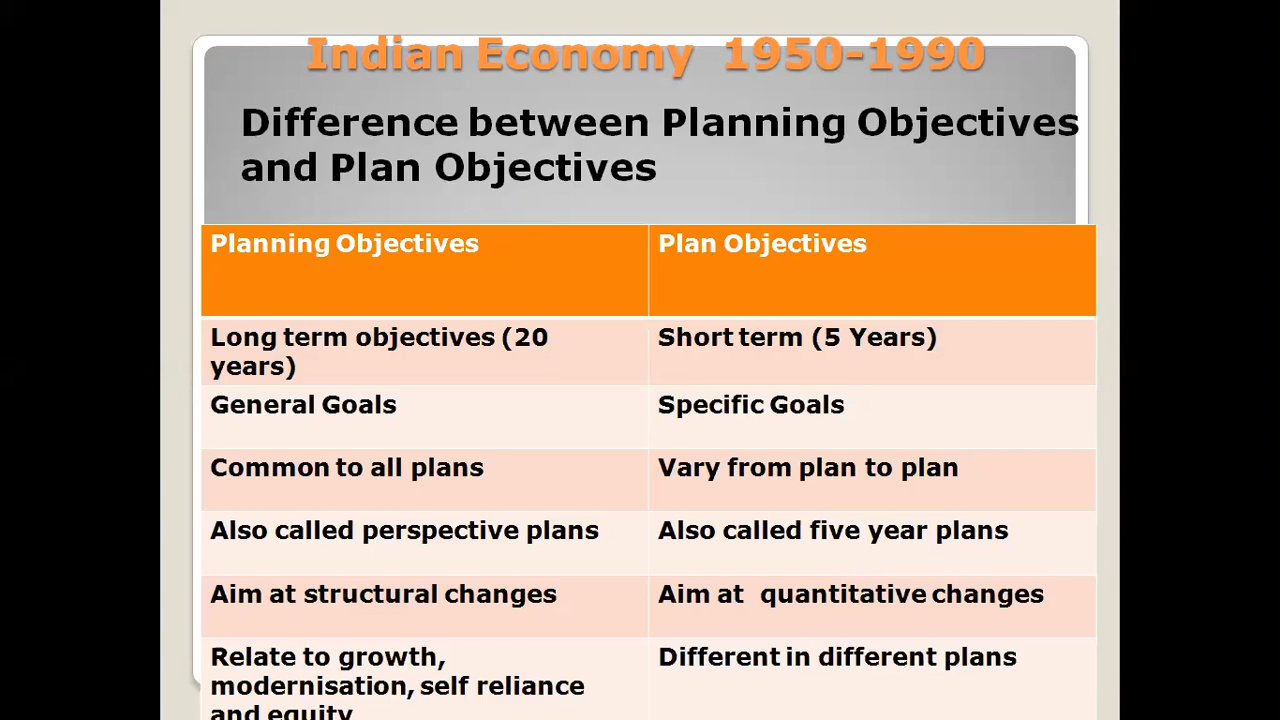 Indian Economy 1950-1990
Difference between Planning Objectives
and Plan Objectives
Planning Objectives
Plan Objectives
Long term objectives (20
years)
Short term (5 Years)
General Goals
Specific Goals
Common to all plans
Vary from plan to plan
Also called perspective plans
Also called five year plans
Aim at structural changes
Aim at quantitative changes
Relate to growth,
modernisation, self reliance
and equity
Different in different plans